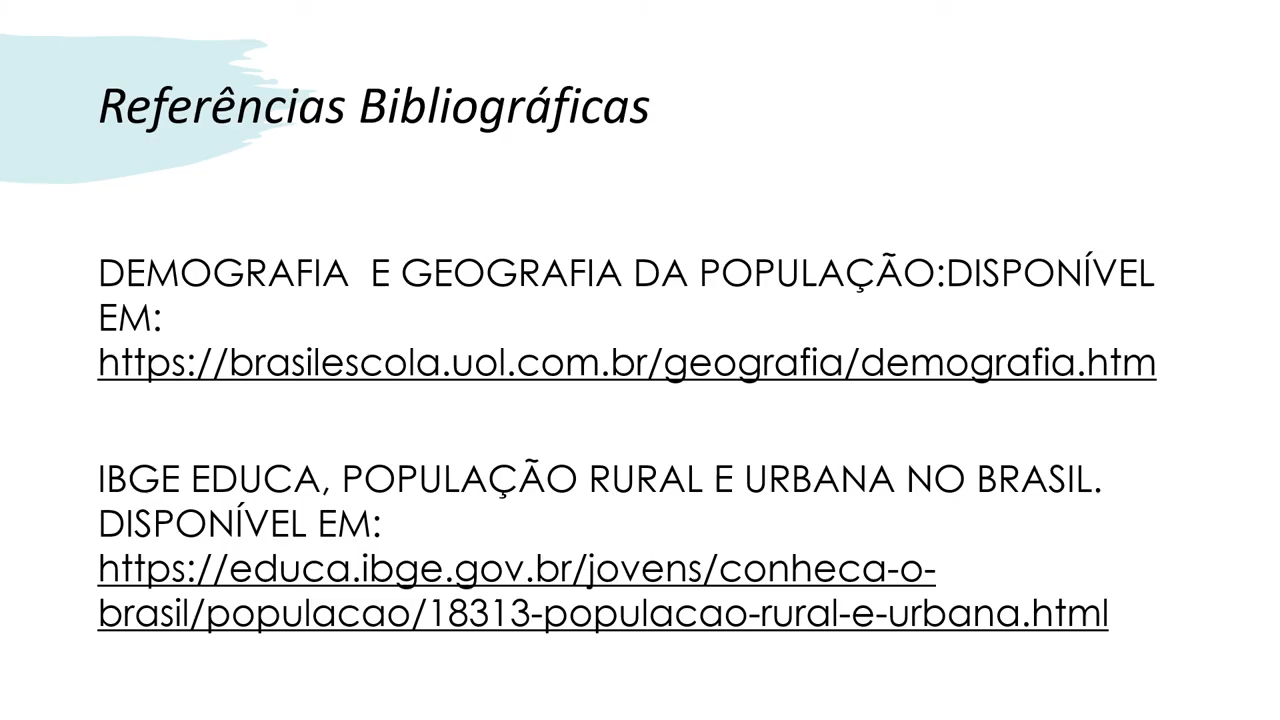 Referências Bibliográficas
DEMOGRAFIA  E GEOGRAFIA DA POPULAÇÃO:DISPONÍVEL
EM:
https://brasilescola.uol.com.br/geografia/demografia.htm
IBGE EDUCA, POPULAÇÃO RURAL E URBANA NO BRASIL.
DISPONÍVEL EM:
https://educa.ibge.gov.br/jovens/conheca-o-
brasil/populacao/18313-populacao-rural-e-urbana.html